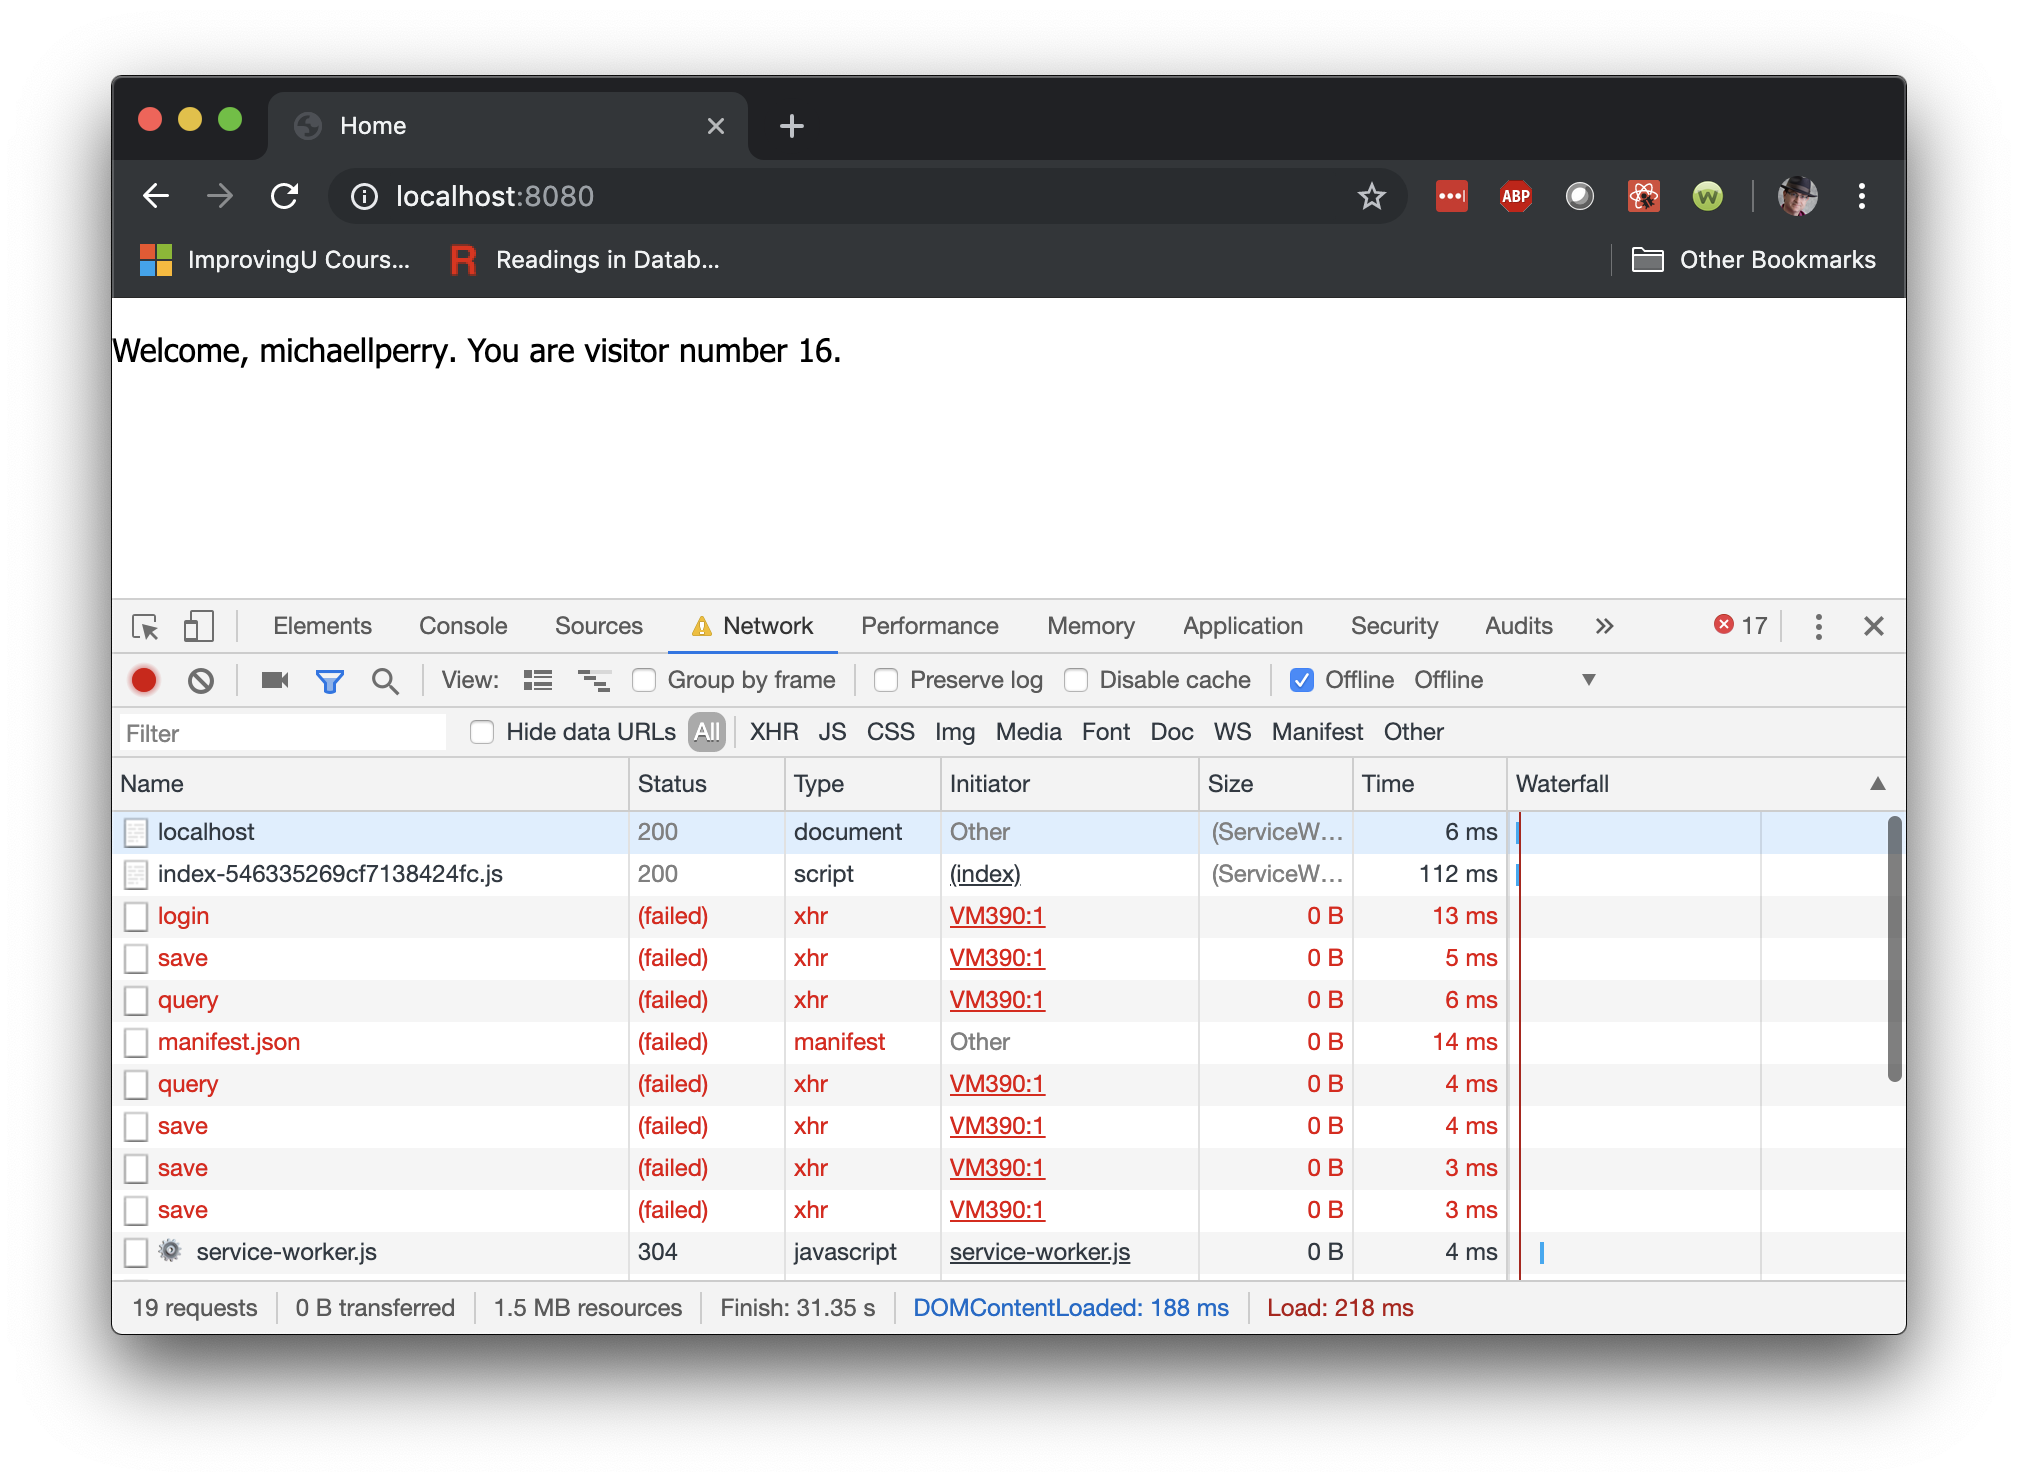 Home
localhost:8080
ABP
ImprovingU Cours... Readings in Datab... Other Bookmarks
Welcome, michaellperry. You are visitor number 16.
Elements Console Sources Network Performance Memory Application Security Audits 17
View: Group by frame Preserve log Disable cache Offline Offline
Filter Hide data URLs All XHR JS CSS Img Media Font Doc WS Manifest Other
Name Status Type Initiator Size Time Waterfall
localhost 200 document Other (ServiceW... 6 ms
index-546335269cf7138424fc.js 200 script (index) (ServiceW... 112 ms
login (failed) xhr VM390:1 0 B 13 ms
save (failed) xhr VM390:1 0 B 5 ms
query (failed) xhr VM390:1 0 B 6 ms
manifest.json (failed) manifest Other 0 B 14 ms
query (failed) xhr VM390:1 0 B 4 ms
save (failed) xhr VM390:1 0 B 4 ms
save (failed) xhr VM390:1 0 B 3 ms
save (failed) xhr VM390:1 0 B 3 ms
service-worker.js 304 javascript service-worker.js 0 B 4 ms
19 requests 0 B transferred 1.5 MB resources Finish: 31.35 s DOMContentLoaded: 188 ms Load: 218 ms